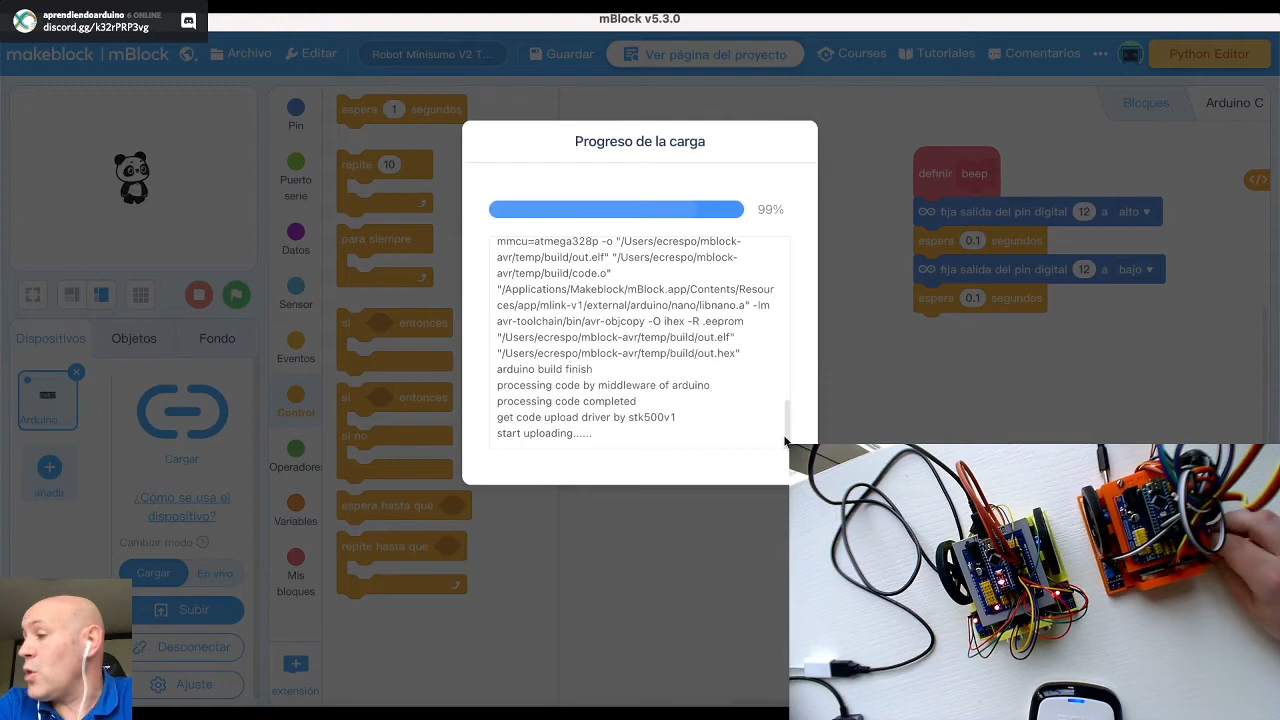 aprendiendoarduino 6 ONLINE
discord.gg/k32rPRP3vg
mBlock v5.3.0
makeblock | mBlock
Archivo
Editar
Robot Minisumo V2 T...
Guardar
Ver página del proyecto
Courses
Tutoriales
Comentarios
Python Editor
Bloques
Arduino C
Pin
Puerto
serie
Datos
Sensor
Eventos
Control
Operadores
Variables
Mis
bloques
extensión
espera 1 segundos
repite 10
para siempre
si entonces
si entonces
si no
espera hasta que
repite hasta que
Progreso de la carga
99%
mmcu=atmega328p -o "/Users/ecrespo/mblock-
avr/temp/build/out.elf" "/Users/ecrespo/mblock-
avr/temp/build/code.o"
"/Applications/Makeblock/mBlock.app/Contents/Resour
ces/app/mlink-v1/external/arduino/nano/libnano.a" -lm
avr-toolchain/bin/avr-objcopy -O ihex -R .eeprom
"/Users/ecrespo/mblock-avr/temp/build/out.elf"
"/Users/ecrespo/mblock-avr/temp/build/out.hex"
arduino build finish
processing code by middleware of arduino
processing code completed
get code upload driver by stk500v1
start uploading......
definir beep
fija salida del pin digital 12 a alto
espera 0.1 segundos
fija salida del pin digital 12 a bajo
espera 0.1 segundos
Dispositivos
Objetos
Fondo
Arduino
añadir
Cargar
¿Cómo se usa el
dispositivo?
Cambiar modo
Cargar
En vivo
Subir
Desconectar
Ajuste